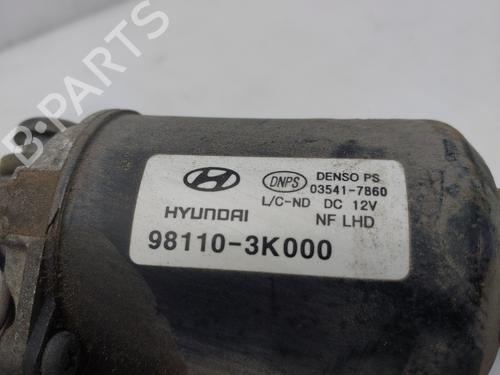 B-PARTS
DNPS
DENSO PS
03541-7860
L/C-ND DC 12V
HYUNDAI
NF LHD
98110-3K000